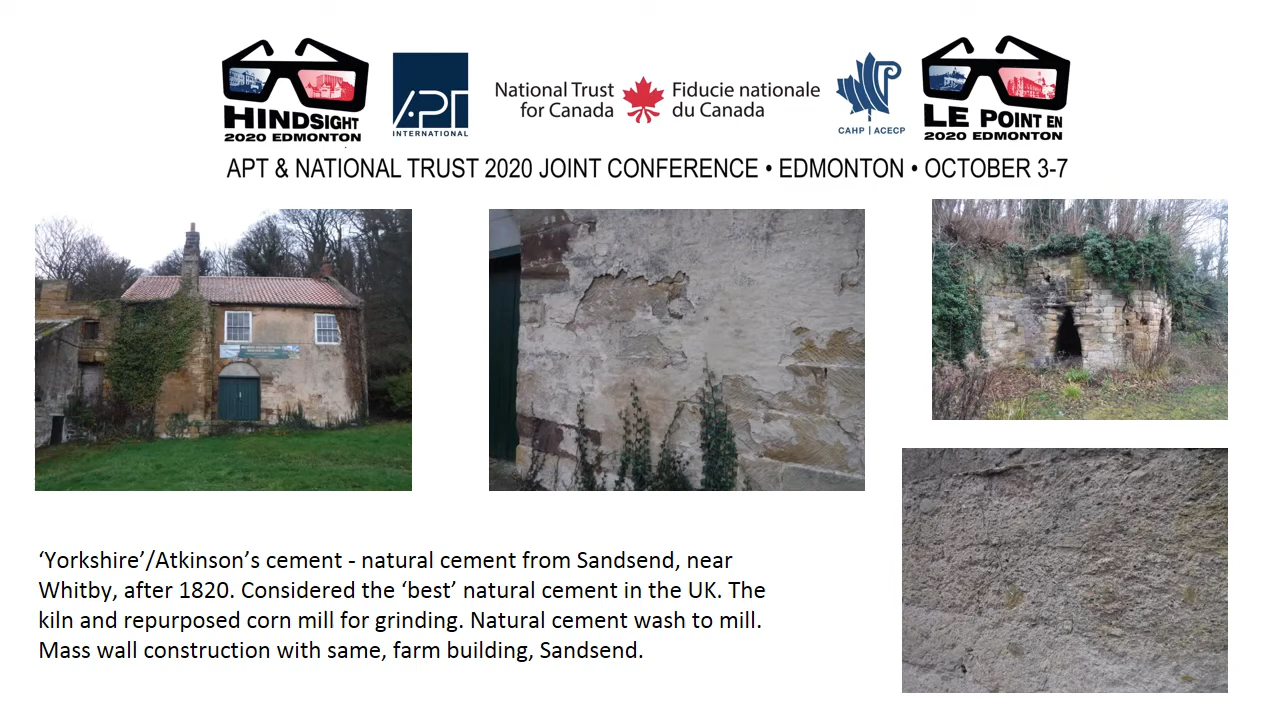 HINDSIGHT
2020 EDMONTON
APT
INTERNATIONAL
National Trust
for Canada
Fiducie nationale
du Canada
CAHP | ACECP
LE POINT EN
2020 EDMONTON
APT & NATIONAL TRUST 2020 JOINT CONFERENCE • EDMONTON • OCTOBER 3-7
‘Yorkshire’/Atkinson’s cement - natural cement from Sandsend, near
Whitby, after 1820. Considered the ‘best’ natural cement in the UK. The
kiln and repurposed corn mill for grinding. Natural cement wash to mill.
Mass wall construction with same, farm building, Sandsend.